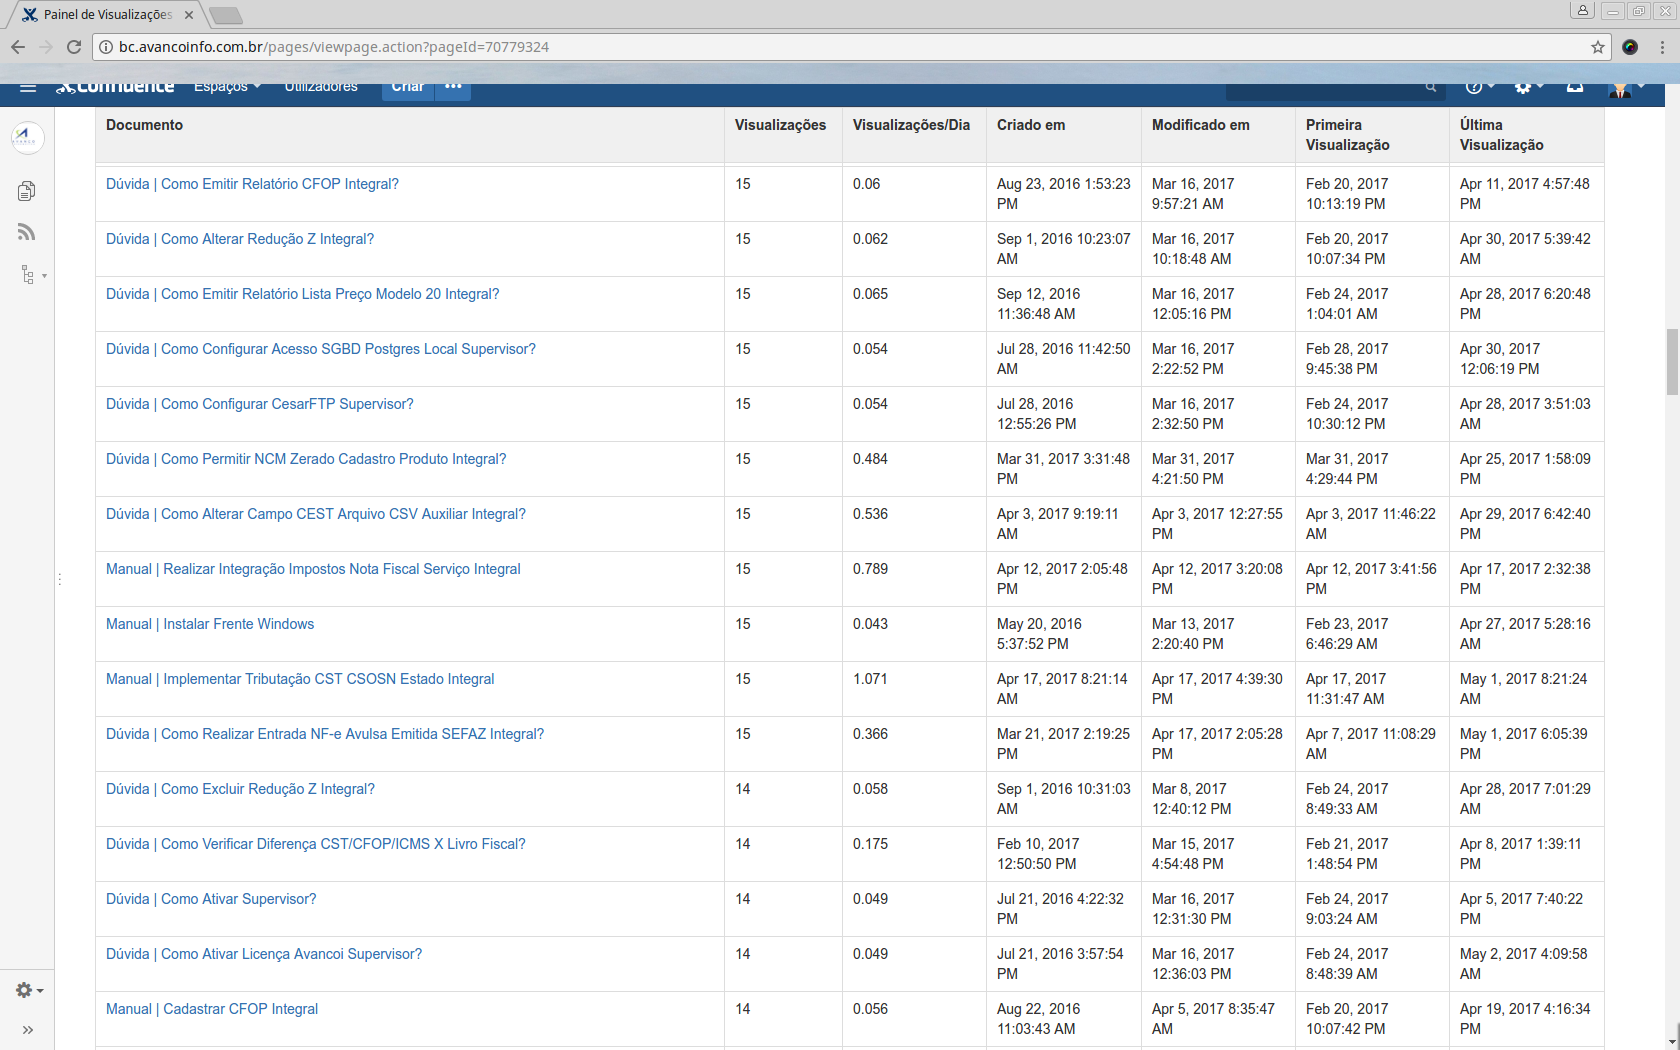 Painel de Visualizações
bc.avancoinfo.com.br/pages/viewpage.action?pageId=70779324
Confluence Espaços Utilizadores Criar
Documento Visualizações Visualizações/Dia Criado em Modificado em Primeira Última
Visualização Visualização
Dúvida | Como Emitir Relatório CFOP Integral? 15 0.06 Aug 23, 2016 1:53:23 Mar 16, 2017 Feb 20, 2017 Apr 11, 2017 4:57:48
PM 9:57:21 AM 10:13:19 PM PM
Dúvida | Como Alterar Redução Z Integral? 15 0.062 Sep 1, 2016 10:23:07 Mar 16, 2017 Feb 20, 2017 Apr 30, 2017 5:39:42
AM 10:18:48 AM 10:07:34 PM AM
Dúvida | Como Emitir Relatório Lista Preço Modelo 20 Integral? 15 0.065 Sep 12, 2016 Mar 16, 2017 Feb 24, 2017 Apr 28, 2017 6:20:48
11:36:48 AM 12:05:16 PM 1:04:01 AM PM
Dúvida | Como Configurar Acesso SGBD Postgres Local Supervisor? 15 0.054 Jul 28, 2016 11:42:50 Mar 16, 2017 Feb 28, 2017 Apr 30, 2017
AM 2:22:52 PM 9:45:38 PM 12:06:19 PM
Dúvida | Como Configurar CesarFTP Supervisor? 15 0.054 Jul 28, 2016 Mar 16, 2017 Feb 24, 2017 Apr 28, 2017 3:51:03
12:55:26 PM 2:32:50 PM 10:30:12 PM AM
Dúvida | Como Permitir NCM Zerado Cadastro Produto Integral? 15 0.484 Mar 31, 2017 3:31:48 Mar 31, 2017 Mar 31, 2017 Apr 25, 2017 1:58:09
PM 4:21:50 PM 4:29:44 PM PM
Dúvida | Como Alterar Campo CEST Arquivo CSV Auxiliar Integral? 15 0.536 Apr 3, 2017 9:19:11 Apr 3, 2017 12:27:55 Apr 3, 2017 11:46:22 Apr 29, 2017 6:42:40
AM PM AM PM
Manual | Realizar Integração Impostos Nota Fiscal Serviço Integral 15 0.789 Apr 12, 2017 2:05:48 Apr 12, 2017 3:20:08 Apr 12, 2017 3:41:56 Apr 17, 2017 2:32:38
PM PM PM PM
Manual | Instalar Frente Windows 15 0.043 May 20, 2016 Mar 13, 2017 Feb 23, 2017 Apr 27, 2017 5:28:16
5:37:52 PM 2:20:40 PM 6:46:29 AM AM
Manual | Implementar Tributação CST CSOSN Estado Integral 15 1.071 Apr 17, 2017 8:21:14 Apr 17, 2017 4:39:30 Apr 17, 2017 May 1, 2017 8:21:24
AM PM 11:31:47 AM AM
Dúvida | Como Realizar Entrada NF-e Avulsa Emitida SEFAZ Integral? 15 0.366 Mar 21, 2017 2:19:25 Apr 17, 2017 2:05:28 Apr 7, 2017 11:08:29 May 1, 2017 6:05:39
PM PM AM PM
Dúvida | Como Excluir Redução Z Integral? 14 0.058 Sep 1, 2016 10:31:03 Mar 8, 2017 Feb 24, 2017 Apr 28, 2017 7:01:29
AM 12:40:12 PM 8:49:33 AM AM
Dúvida | Como Verificar Diferença CST/CFOP/ICMS X Livro Fiscal? 14 0.175 Feb 10, 2017 Mar 15, 2017 Feb 21, 2017 Apr 8, 2017 1:39:11
12:50:50 PM 4:54:48 PM 1:48:54 PM PM
Dúvida | Como Ativar Supervisor? 14 0.049 Jul 21, 2016 4:22:32 Mar 16, 2017 Feb 24, 2017 Apr 5, 2017 7:40:22
PM 12:31:30 PM 9:03:24 AM PM
Dúvida | Como Ativar Licença Avancoi Supervisor? 14 0.049 Jul 21, 2016 3:57:54 Mar 16, 2017 Feb 24, 2017 May 2, 2017 4:09:58
PM 12:36:03 PM 8:48:39 AM AM
Manual | Cadastrar CFOP Integral 14 0.056 Aug 22, 2016 Apr 5, 2017 8:35:47 Feb 20, 2017 Apr 19, 2017 4:16:34
11:03:43 AM AM 10:07:42 PM PM